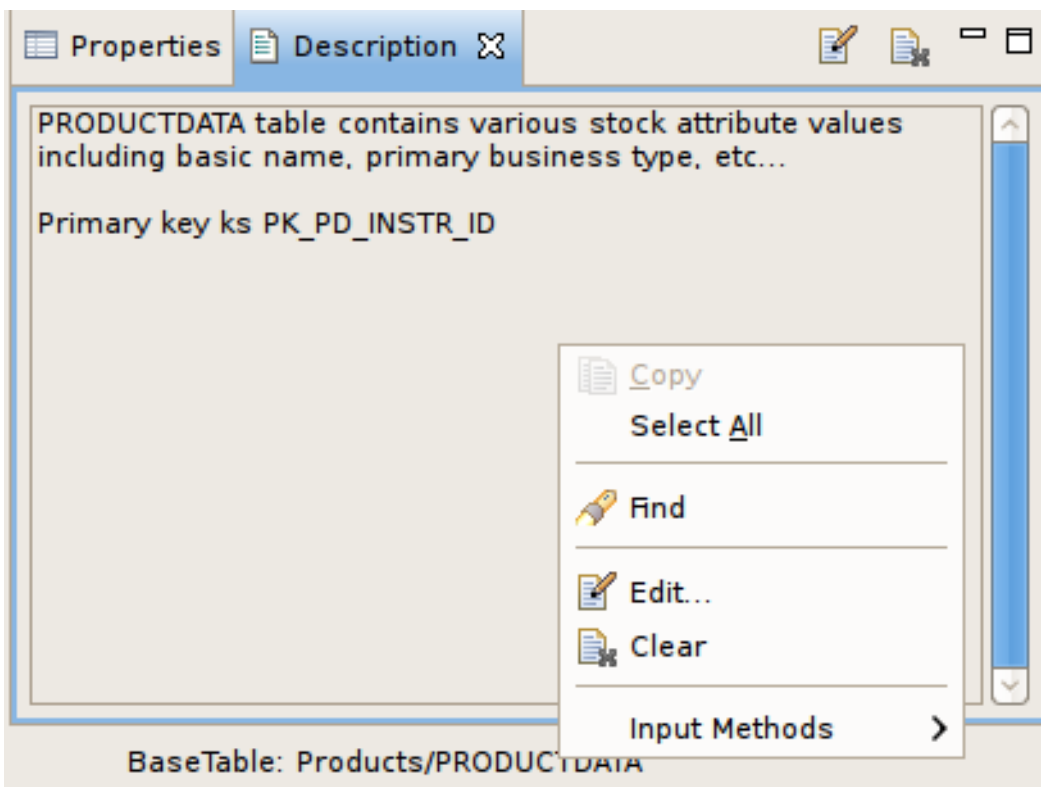 Properties Description
PRODUCTDATA table contains various stock attribute values
including basic name, primary business type, etc...
Primary key ks PK_PD_INSTR_ID
Copy
Select All
Find
Edit...
Clear
Input Methods
BaseTable: Products/PRODUCTDATA